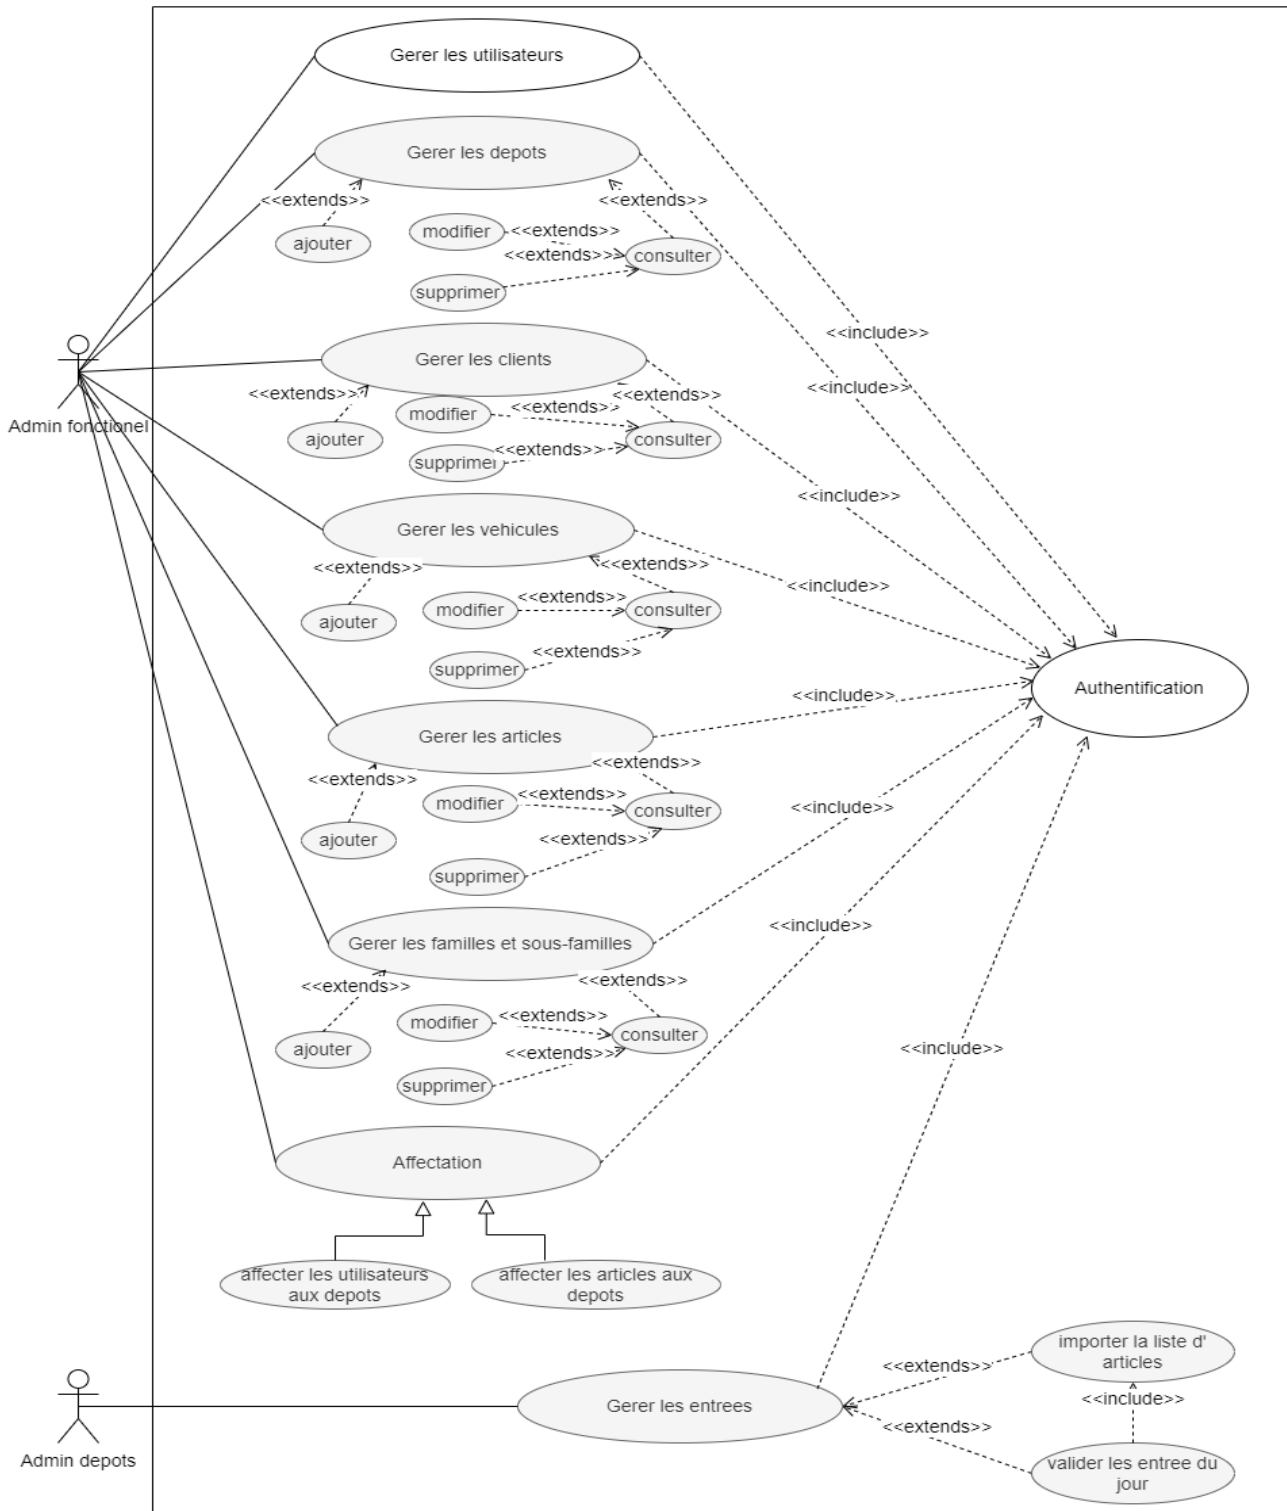 Gerer les utilisateurs
Gerer les depots
<<extends>>
<<extends>>
ajouter
modifier
<<extends>>
<<extends>>
consulter
supprimer
<<include>>
Gerer les clients
<<include>>
<<extends>>
<<extends>>
Admin fonctionel
modifier
<<extends>>
ajouter
consulter
supprimer
<<extends>>
<<include>>
Gerer les vehicules
<<extends>>
<<extends>>
<<include>>
ajouter
modifier
<<extends>>
consulter
supprimer
<<extends>>
Authentification
<<include>>
Gerer les articles
<<extends>>
<<extends>>
modifier
<<extends>>
consulter
<<include>>
ajouter
<<extends>>
supprimer
<<include>>
Gerer les familles et sous-familles
<<extends>>
<<extends>>
modifier
<<extends>>
consulter
ajouter
<<extends>>
<<include>>
supprimer
Affectation
affecter les utilisateurs
aux depots
affecter les articles aux
depots
importer la liste d'
articles
<<extends>>
<<include>>
Gerer les entrees
<<extends>>
Admin depots
valider les entree du
jour